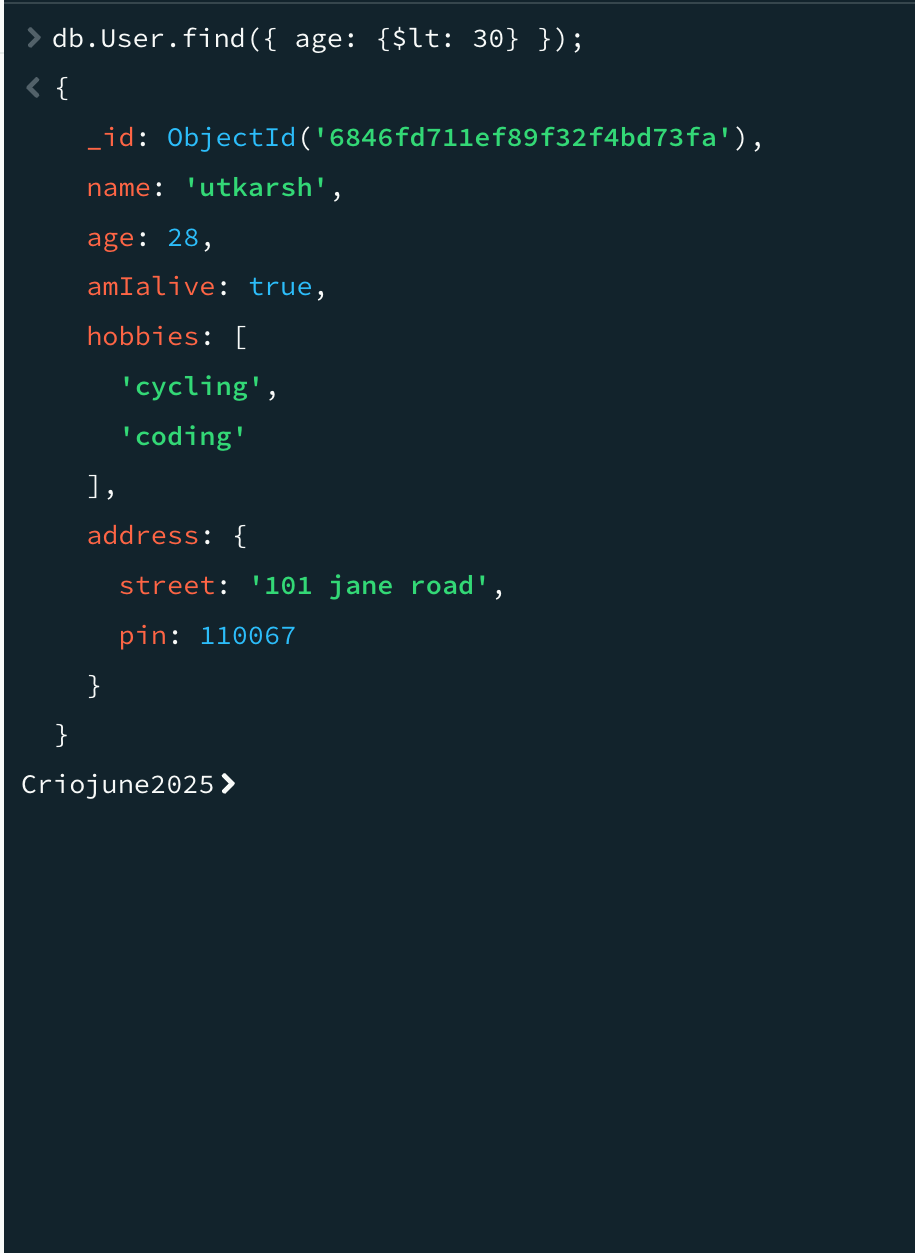 > db.User.find({ age: {$lt: 30} });
< {
_id: ObjectId('6846fd711ef89f32f4bd73fa'),
name: 'utkarsh',
age: 28,
amIalive: true,
hobbies: [
'cycling',
'coding'
],
address: {
street: '101 jane road',
pin: 110067
}
}
Criojune2025>